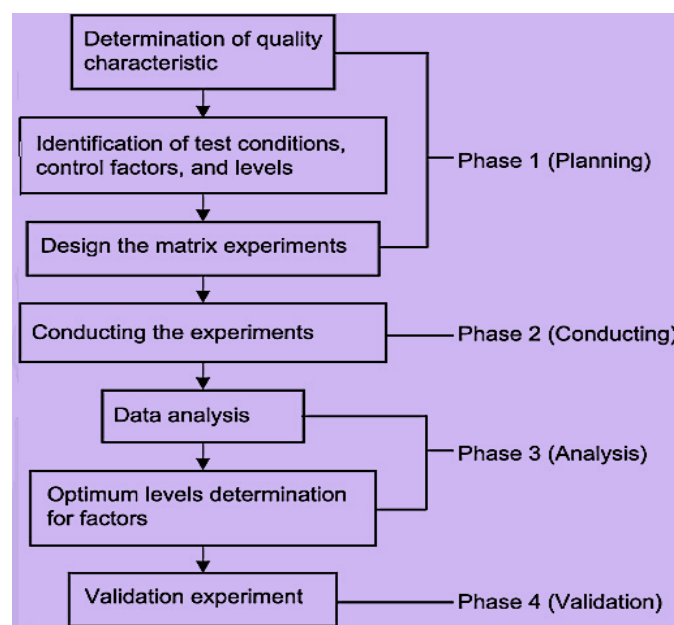 Determination of quality
characteristic
Identification of test conditions,
control factors, and levels
Phase 1 (Planning)
Design the matrix experiments
Conducting the experiments
Phase 2 (Conducting)
Data analysis
Phase 3 (Analysis)
Optimum levels determination
for factors
Validation experiment
Phase 4 (Validation)